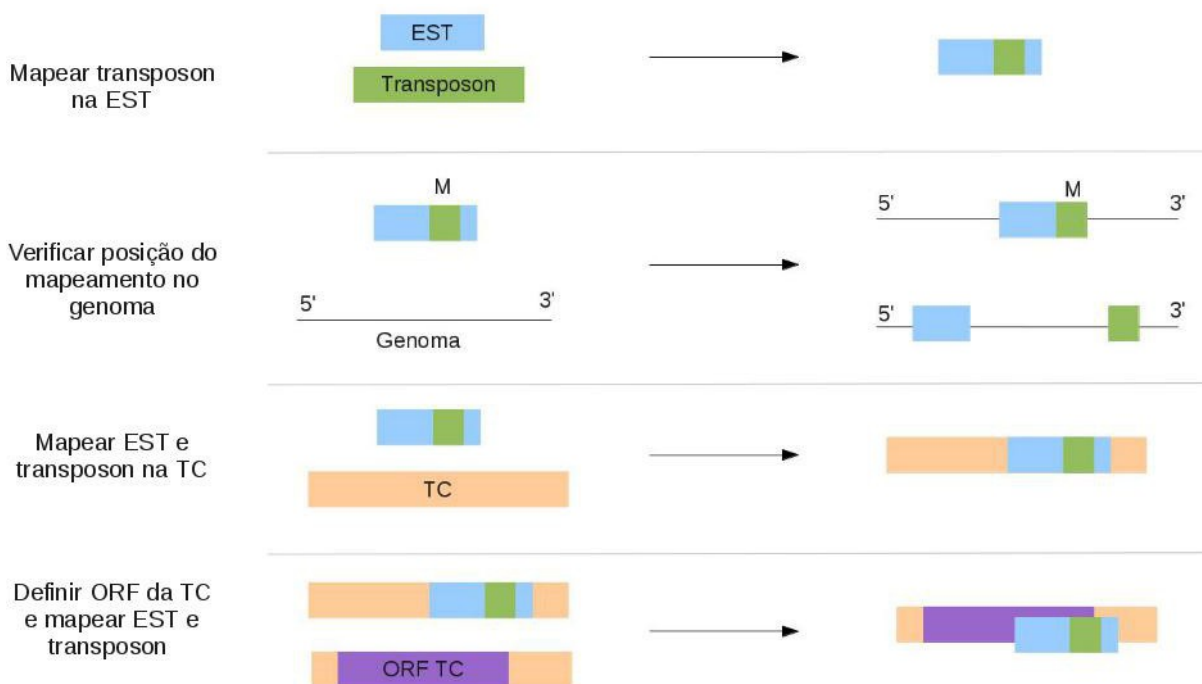 Mapear transposon
na EST
EST
Transposon
Verificar posição do
mapeamento no
genoma
M
5'
3'
Genoma
M
5'
3'
5'
3'
Mapear EST e
transposon na TC
TC
Definir ORF da TC
e mapear EST e
transposon
ORF TC